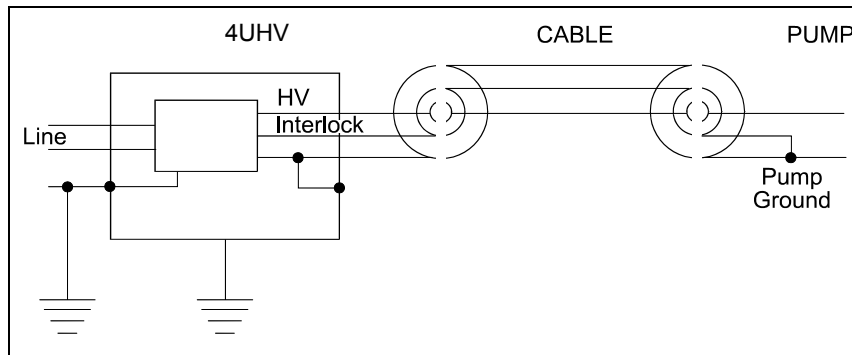 4UHV
CABLE
PUMP
HV
Interlock
Line
Pump
Ground